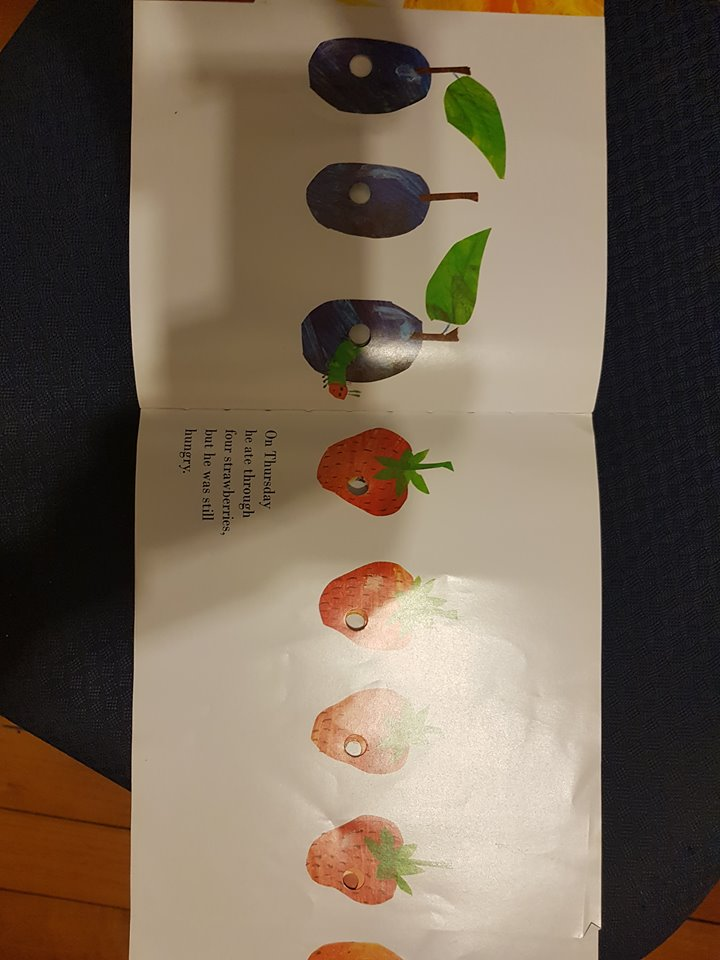 On Thursday
he ate through
four strawberries,
but he was still
hungry.